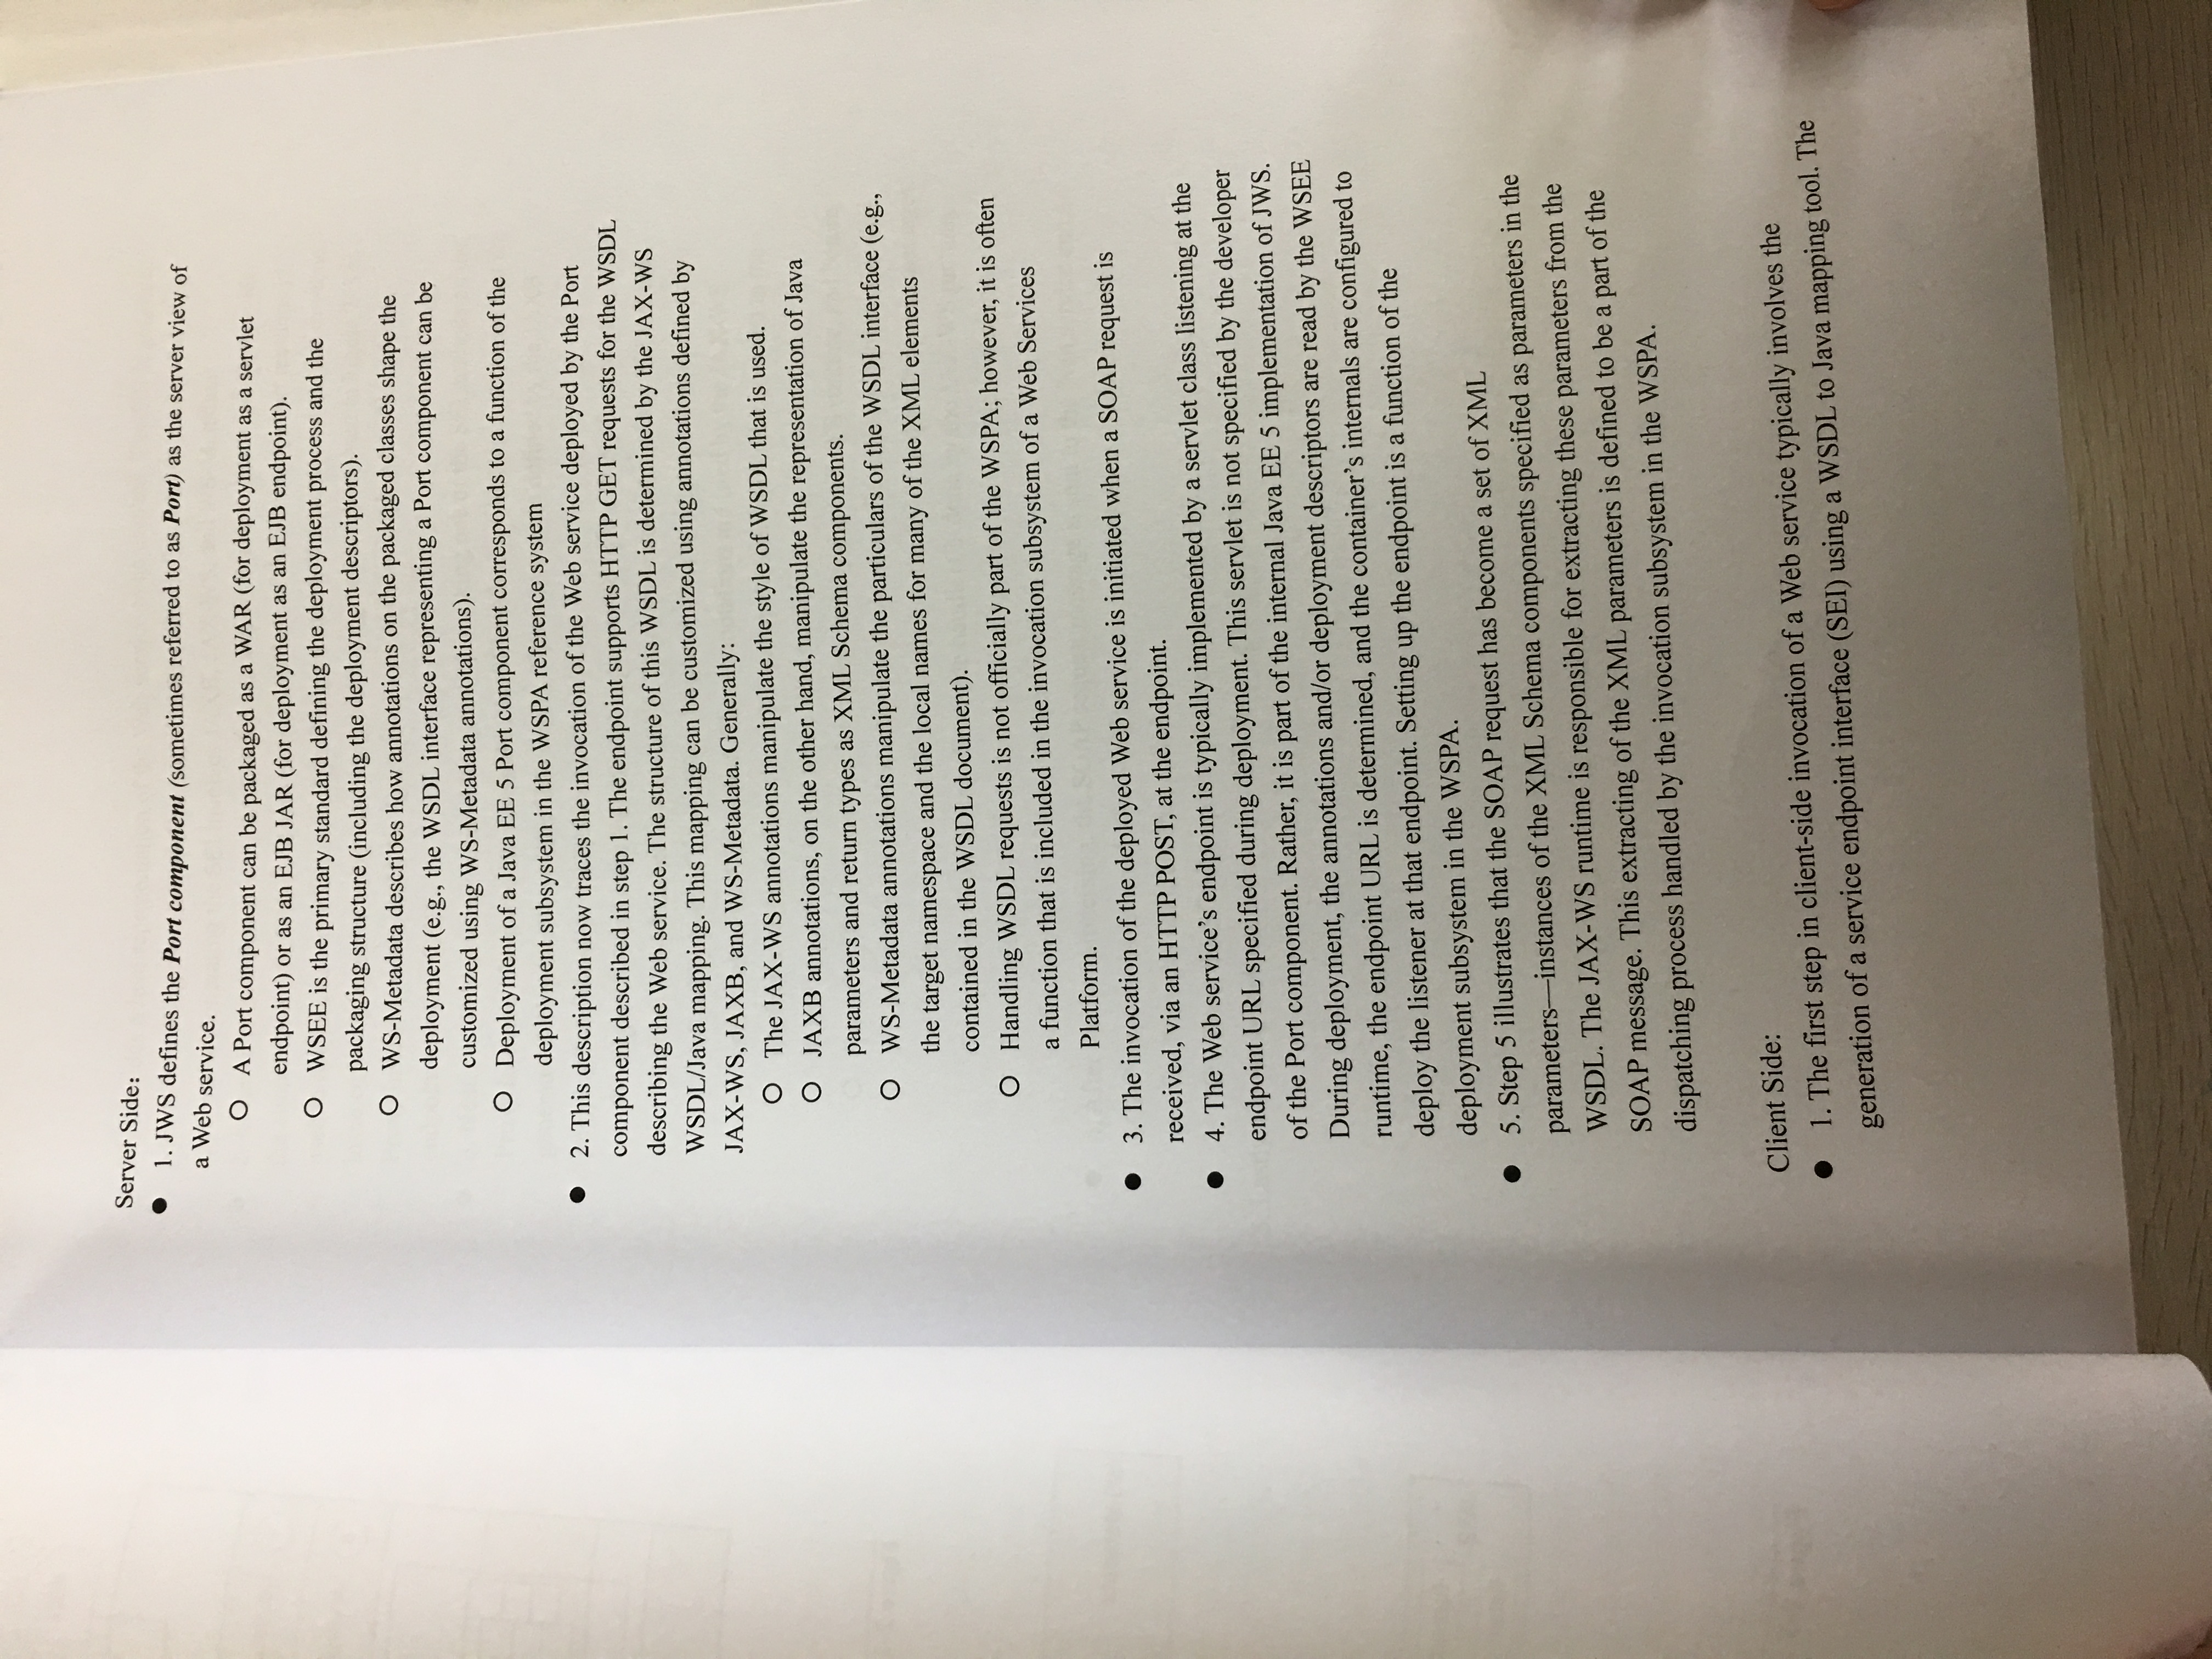 Server Side:
● 1. JWS defines the Port component (sometimes referred to as Port) as the server view of
a Web service.
○ A Port component can be packaged as a WAR (for deployment as a servlet
endpoint) or as an EJB JAR (for deployment as an EJB endpoint).
○ WSEE is the primary standard defining the deployment process and the
packaging structure (including the deployment descriptors).
○ WS-Metadata describes how annotations on the packaged classes shape the
deployment (e.g., the WSDL interface representing a Port component can be
customized using WS-Metadata annotations).
○ Deployment of a Java EE 5 Port component corresponds to a function of the
deployment subsystem in the WSPA reference system
● 2. This description now traces the invocation of the Web service deployed by the Port
component described in step 1. The endpoint supports HTTP GET requests for the WSDL
describing the Web service. The structure of this WSDL is determined by the JAX-WS
WSDL/Java mapping. This mapping can be customized using annotations defined by
JAX-WS, JAXB, and WS-Metadata. Generally:
○ The JAX-WS annotations manipulate the style of WSDL that is used.
○ JAXB annotations, on the other hand, manipulate the representation of Java
parameters and return types as XML Schema components.
○ WS-Metadata annotations manipulate the particulars of the WSDL interface (e.g.,
the target namespace and the local names for many of the XML elements
contained in the WSDL document).
○ Handling WSDL requests is not officially part of the WSPA; however, it is often
a function that is included in the invocation subsystem of a Web Services
Platform.
● 3. The invocation of the deployed Web service is initiated when a SOAP request is
received, via an HTTP POST, at the endpoint.
● 4. The Web service’s endpoint is typically implemented by a servlet class listening at the
endpoint URL specified during deployment. This servlet is not specified by the developer
of the Port component. Rather, it is part of the internal Java EE 5 implementation of JWS.
During deployment, the annotations and/or deployment descriptors are read by the WSEE
runtime, the endpoint URL is determined, and the container’s internals are configured to
deploy the listener at that endpoint. Setting up the endpoint is a function of the
deployment subsystem in the WSPA.
● 5. Step 5 illustrates that the SOAP request has become a set of XML
parameters—instances of the XML Schema components specified as parameters in the
WSDL. The JAX-WS runtime is responsible for extracting these parameters from the
SOAP message. This extracting of the XML parameters is defined to be a part of the
dispatching process handled by the invocation subsystem in the WSPA.
Client Side:
● 1. The first step in client-side invocation of a Web service typically involves the
generation of a service endpoint interface (SEI) using a WSDL to Java mapping tool. The